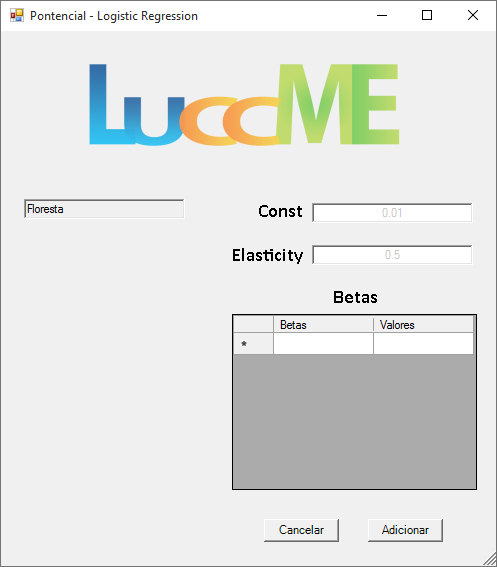 Pontencial - Logistic Regression
LuccME
Floresta
Const 0.01
Elasticity 0.5
Betas
Betas Valores
*
Cancelar Adicionar